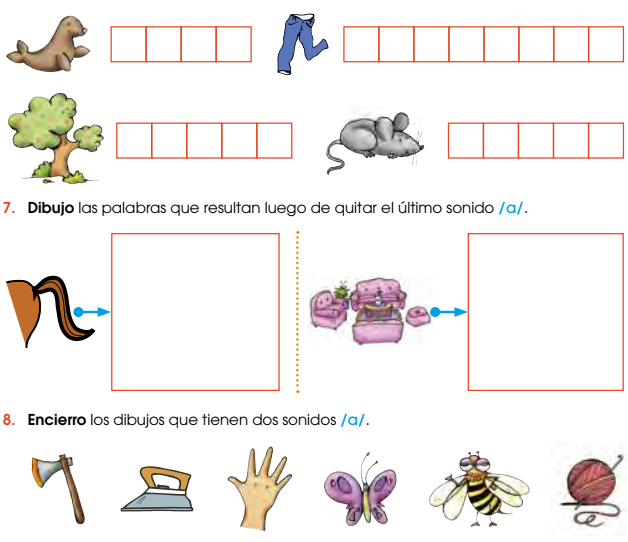 7. Dibujo las palabras que resultan luego de quitar el último sonido /a/.
8. Encierro los dibujos que tienen dos sonidos /a/.